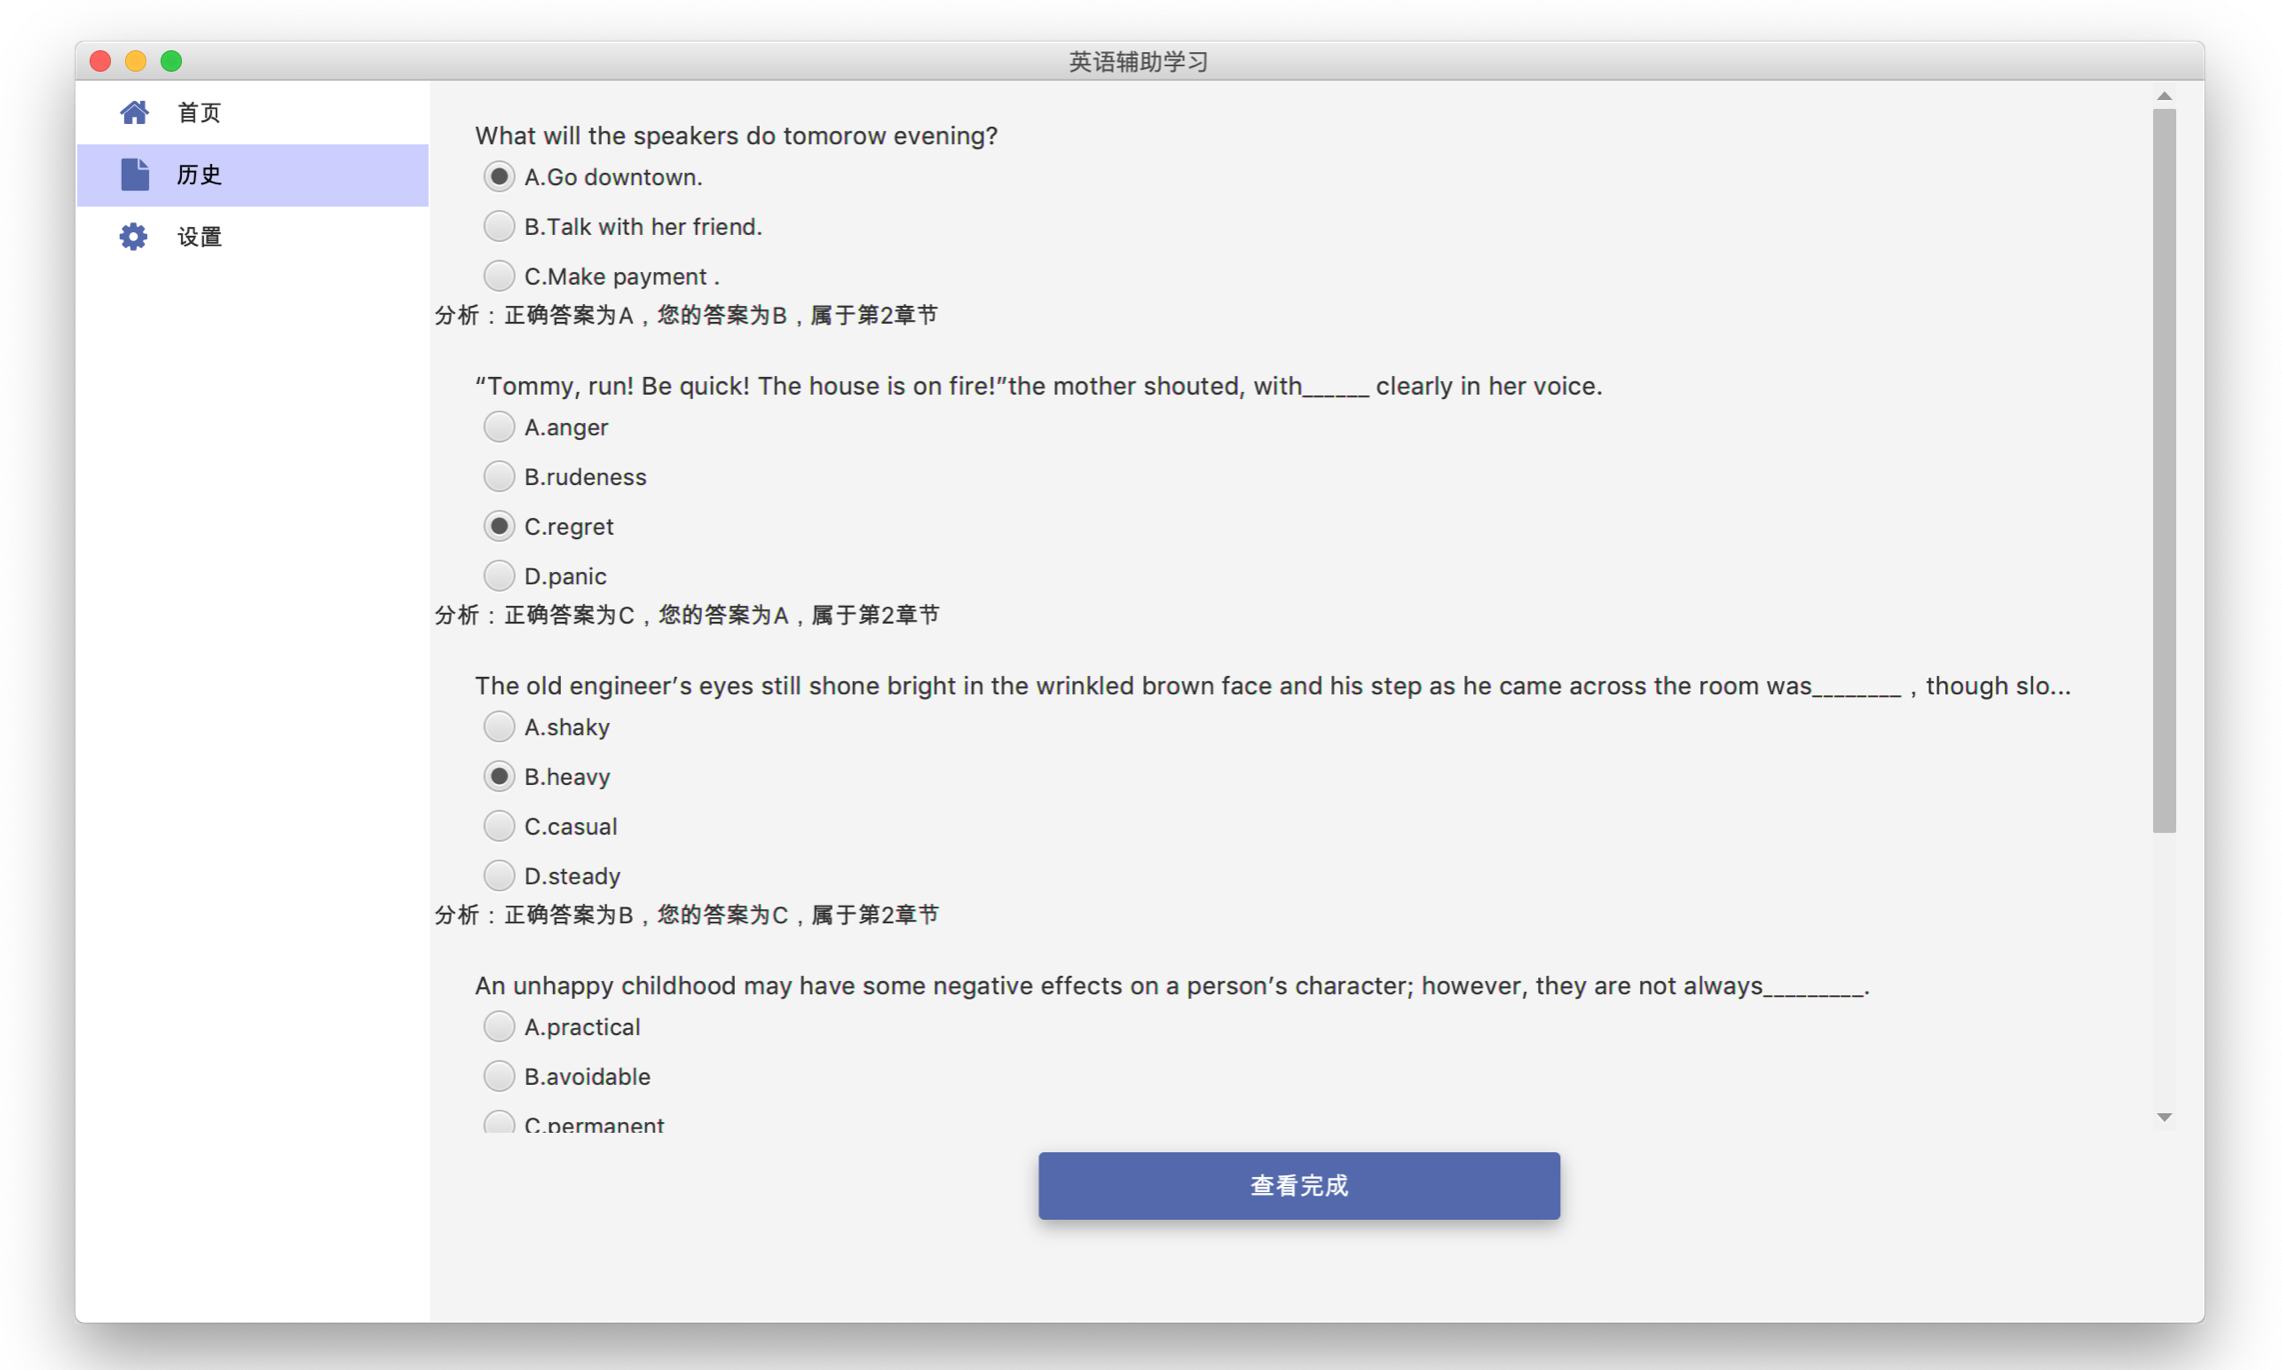 英语辅助学习
首页
历史
设置
What will the speakers do tomorow evening?
A.Go downtown.
B.Talk with her friend.
C.Make payment .
分析：正确答案为A，您的答案为B，属于第2章节
“Tommy, run! Be quick! The house is on fire!”the mother shouted, with______ clearly in her voice.
A.anger
B.rudeness
C.regret
D.panic
分析：正确答案为C，您的答案为A，属于第2章节
The old engineer’s eyes still shone bright in the wrinkled brown face and his step as he came across the room was________ , though slo...
A.shaky
B.heavy
C.casual
D.steady
分析：正确答案为B，您的答案为C，属于第2章节
An unhappy childhood may have some negative effects on a person’s character; however, they are not always_________.
A.practical
B.avoidable
C.permanent
查看完成